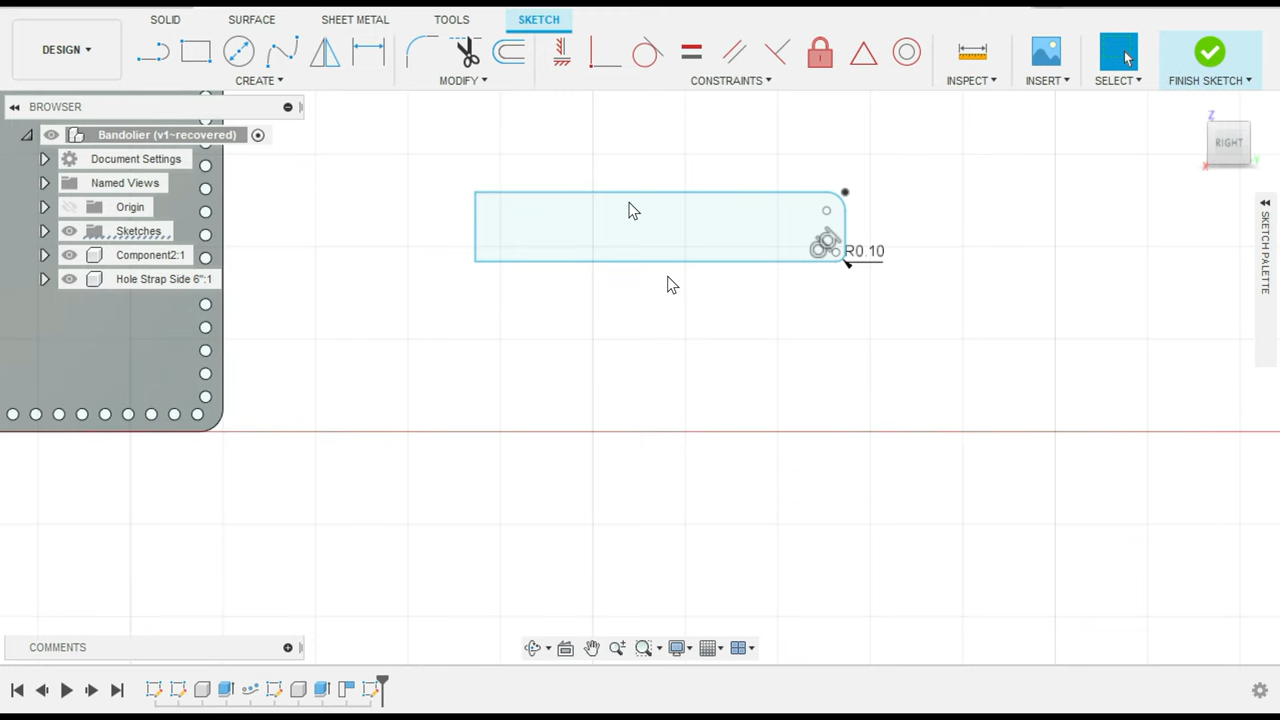 SOLID SURFACE SHEET METAL TOOLS SKETCH
DESIGN
CREATE MODIFY CONSTRAINTS INSPECT INSERT SELECT FINISH SKETCH
BROWSER
Bandolier (v1~recovered)
Document Settings
Named Views
Origin
Sketches
Component2:1
Hole Strap Side 6":1
R0.10
Z
RIGHT
X
Y
SKETCH PALETTE
COMMENTS